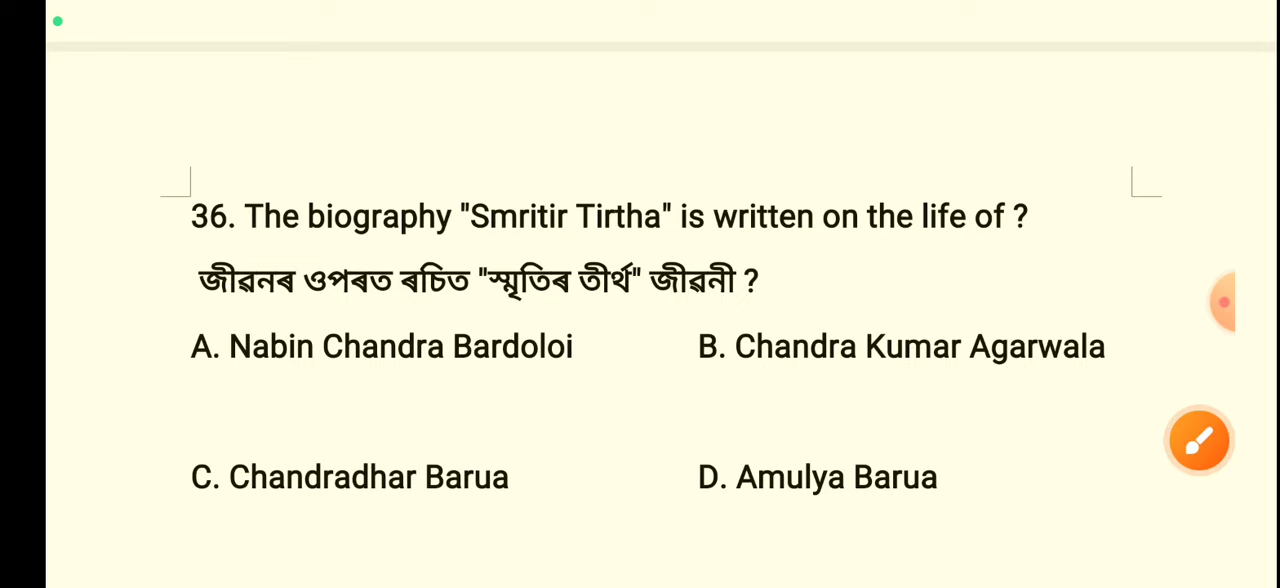 36. The biography "Smritir Tirtha" is written on the life of ?
জীৱনৰ ওপৰত ৰচিত "স্মৃতিৰ তীৰ্থ" জীৱনী ?
A. Nabin Chandra Bardoloi B. Chandra Kumar Agarwala
C. Chandradhar Barua D. Amulya Barua